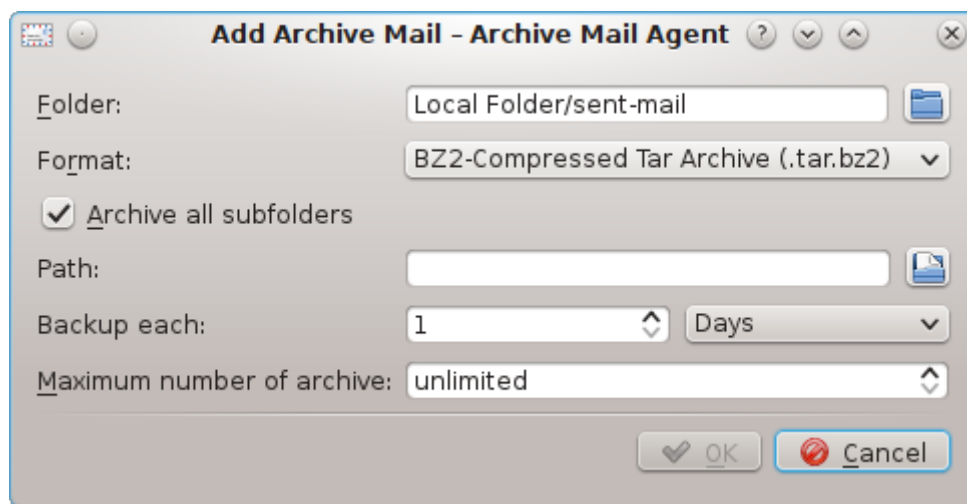 Add Archive Mail – Archive Mail Agent
Folder: Local Folder/sent-mail
Format: BZ2-Compressed Tar Archive (.tar.bz2)
Archive all subfolders
Path:
Backup each: 1 Days
Maximum number of archive: unlimited
OK Cancel